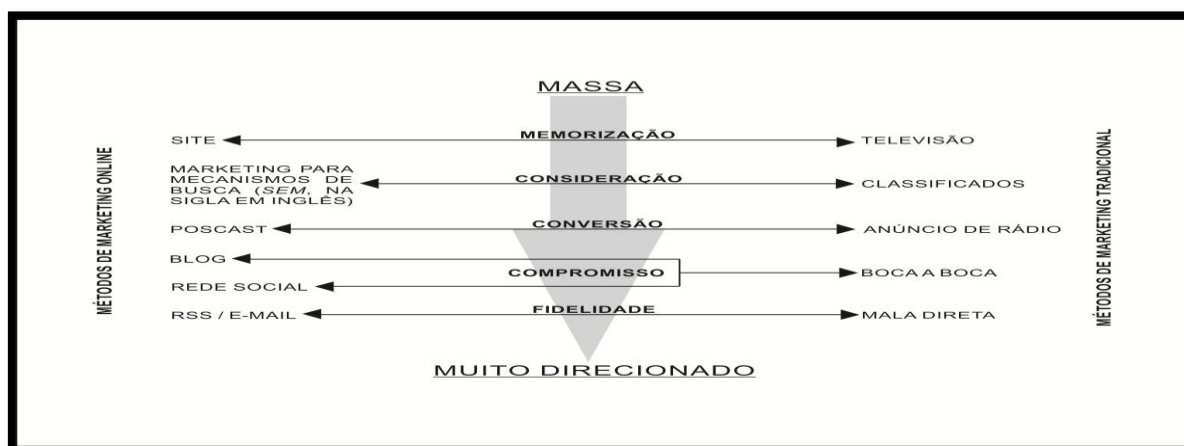 MASSA
MÉTODOS DE MARKETING ONLINE
SITE
MEMORIZAÇÃO
TELEVISÃO
MARKETING PARA
MECANISMOS DE
BUSCA (SEM, NA
SIGLA EM INGLÊS)
CONSIDERAÇÃO
CLASSIFICADOS
POSCAST
CONVERSÃO
ANÚNCIO DE RÁDIO
BLOG
REDE SOCIAL
COMPROMISSO
BOCA A BOCA
RSS / E-MAIL
FIDELIDADE
MALA DIRETA
MÉTODOS DE MARKETING TRADICIONAL
MUITO DIRECIONADO